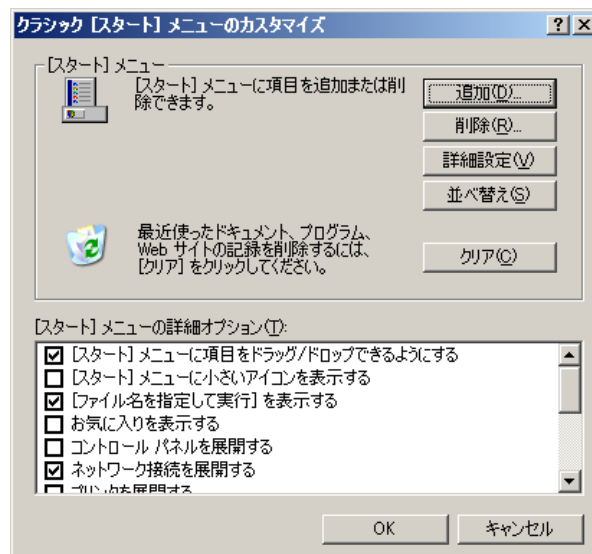 クラシック [スタート] メニューのカスタマイズ
[スタート] メニュー
[スタート] メニューに項目を追加または削
除できます。
追加(D)...
削除(R)...
詳細設定(V)
並べ替え(S)
最近使ったドキュメント、プログラム、
Web サイトの記録を削除するには、
[クリア] をクリックしてください。
クリア(C)
[スタート] メニューの詳細オプション(T):
[スタート] メニューに項目をドラッグ/ドロップできるようにする
[スタート] メニューに小さいアイコンを表示する
[ファイル名を指定して実行] を表示する
お気に入りを表示する
コントロール パネルを展開する
ネットワーク接続を展開する
プリンタを展開する
OK
キャンセル